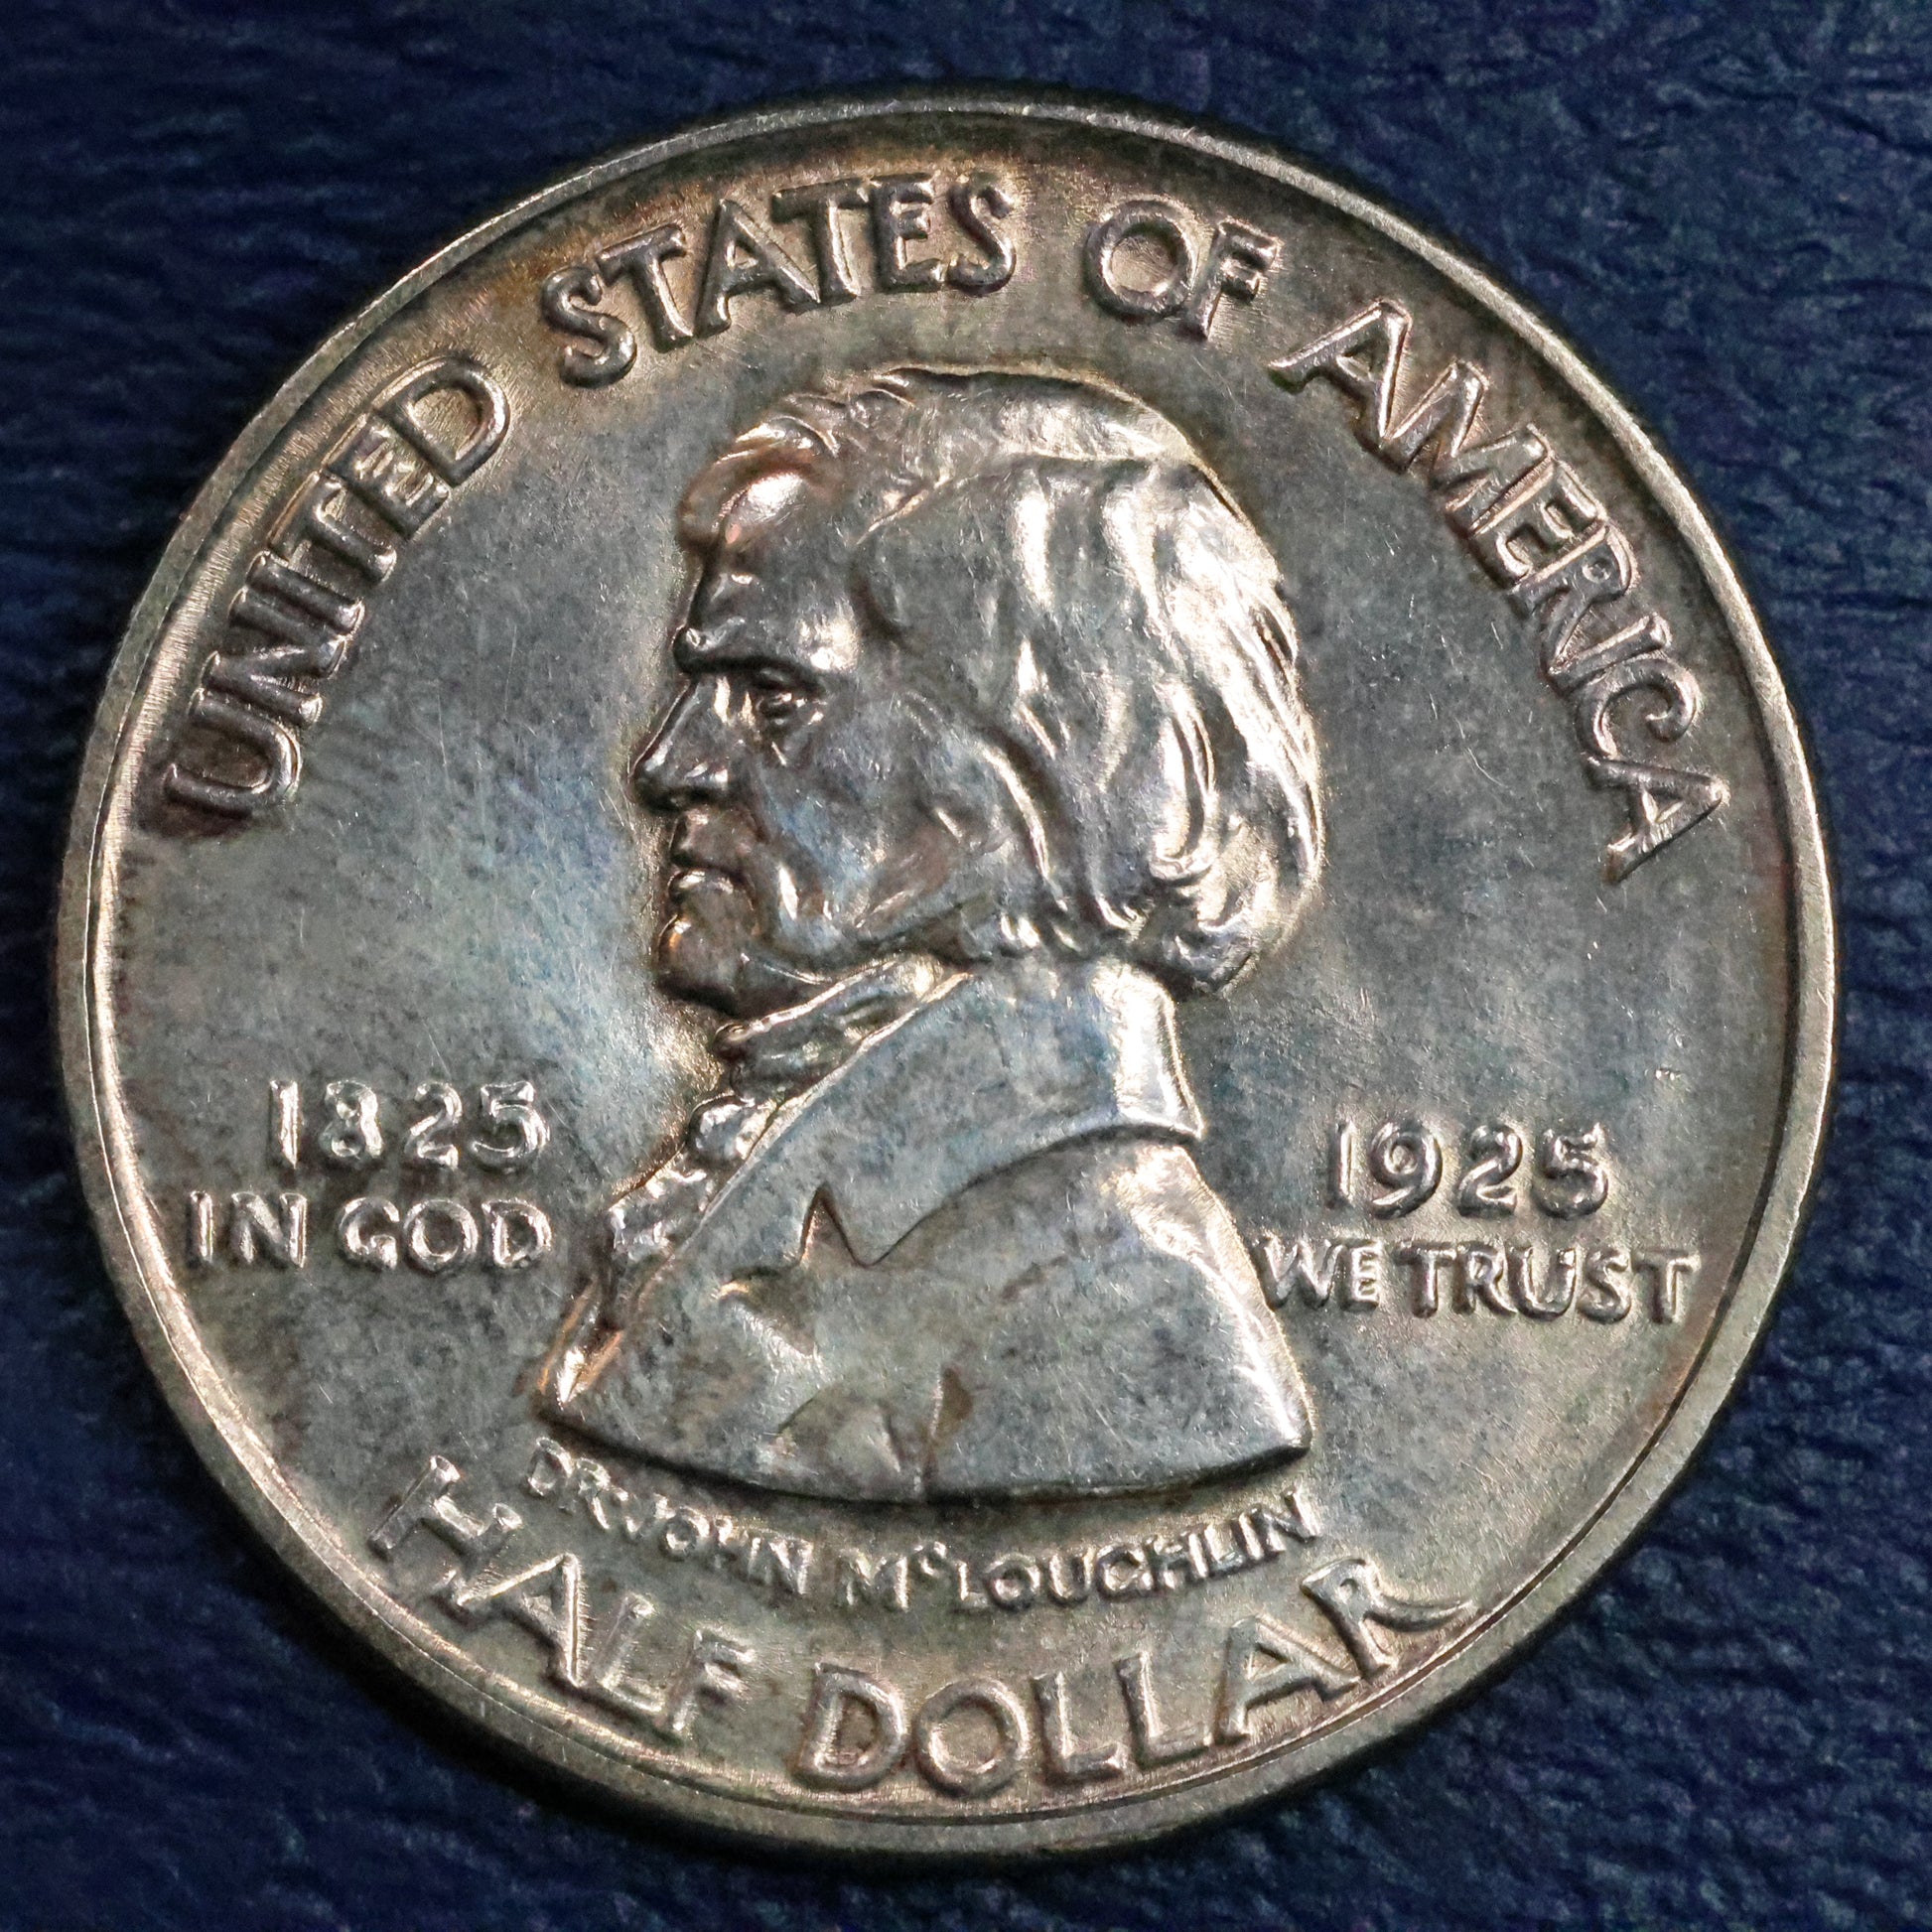 UNITED STATES OF AMERICA
1825
IN GOD
1925
WE TRUST
DR. JOHN McLOUGHLIN
HALF DOLLAR